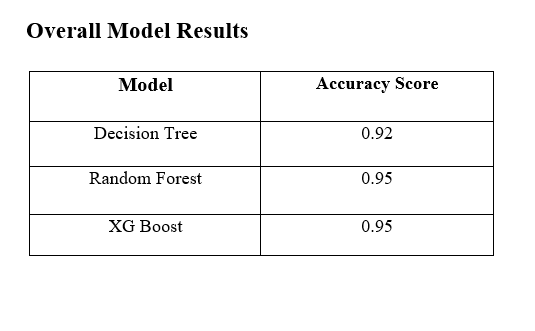 Overall Model Results
Model Accuracy Score
Decision Tree 0.92
Random Forest 0.95
XG Boost 0.95